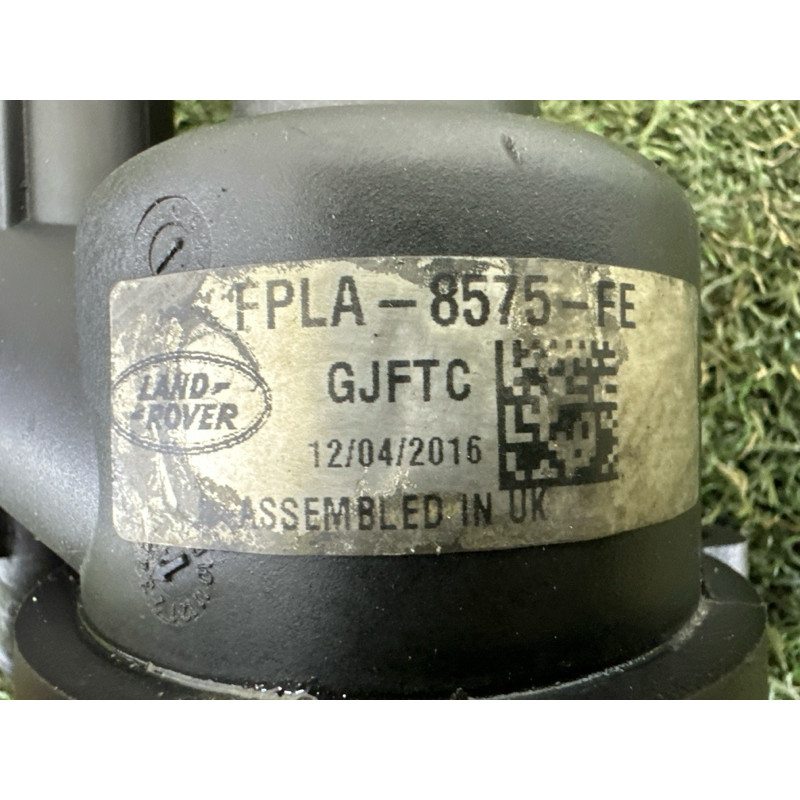 FPLA-8575-FE
GJFTC
LAND-
-ROVER
12/04/2016
ASSEMBLED IN UK